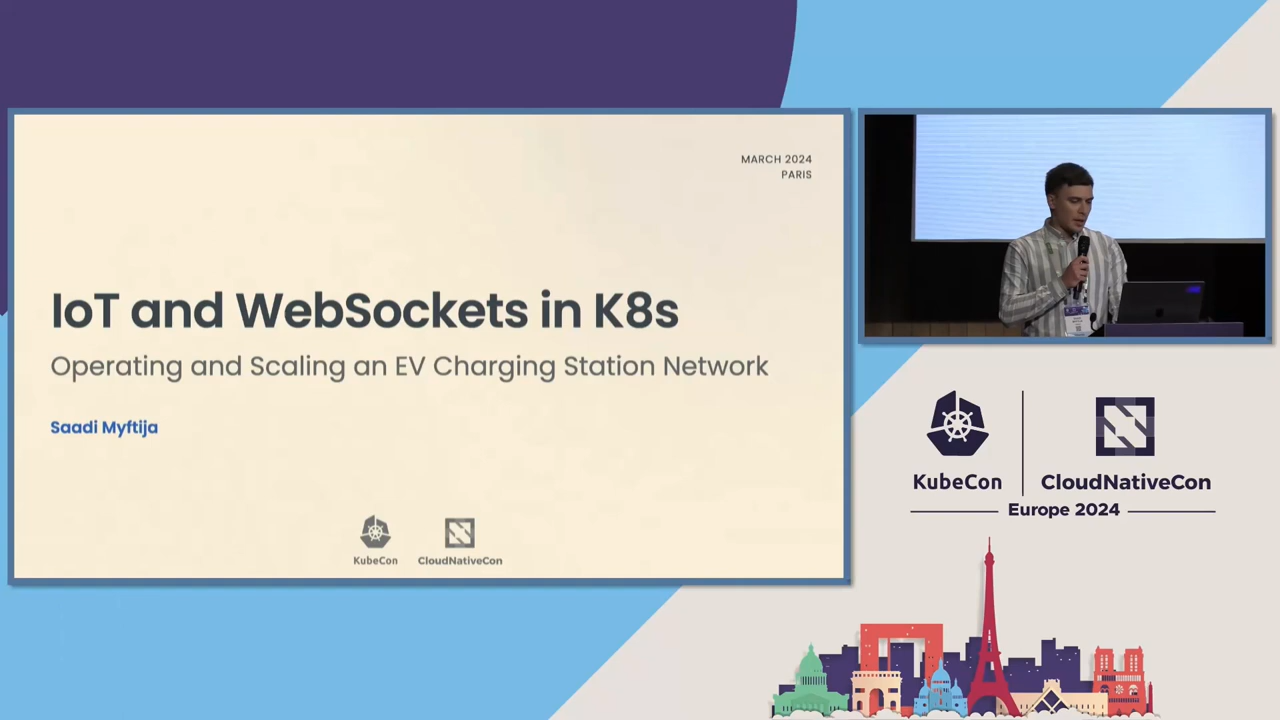 MARCH 2024
PARIS
IoT and WebSockets in K8s
Operating and Scaling an EV Charging Station Network
Saadi Myftija
KubeCon
CloudNativeCon
KubeCon
CloudNativeCon
Europe 2024